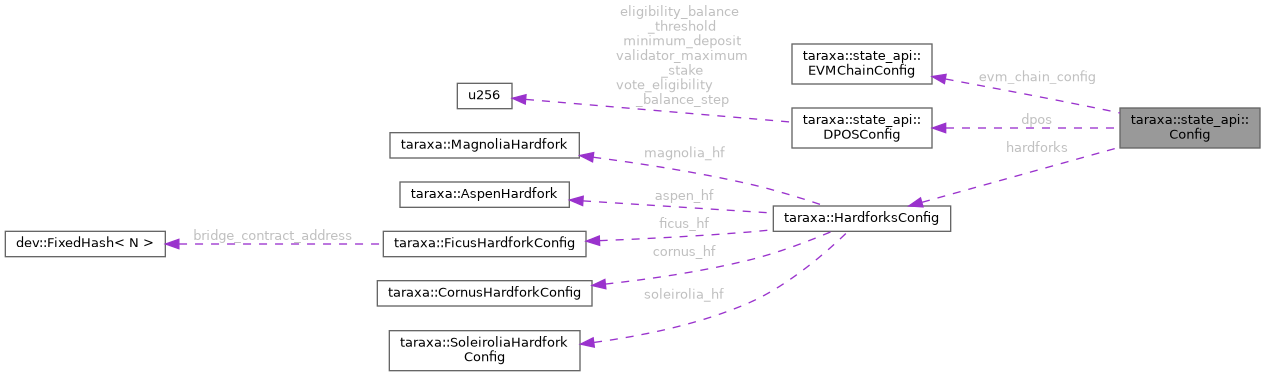 eligibility_balance
_threshold
minimum_deposit
validator_maximum
_stake
vote_eligibility
_balance_step
taraxa::state_api::
EVMChainConfig
evm_chain_config
u256
taraxa::state_api::
DPOSConfig
dpos
taraxa::state_api::
Config
hardforks
taraxa::MagnoliaHardfork
magnolia_hf
taraxa::AspenHardfork
aspen_hf
taraxa::HardforksConfig
ficus_hf
dev::FixedHash< N >
bridge_contract_address
taraxa::FicusHardforkConfig
cornus_hf
taraxa::CornusHardforkConfig
soleirolia_hf
taraxa::SoleiroliaHardfork
Config